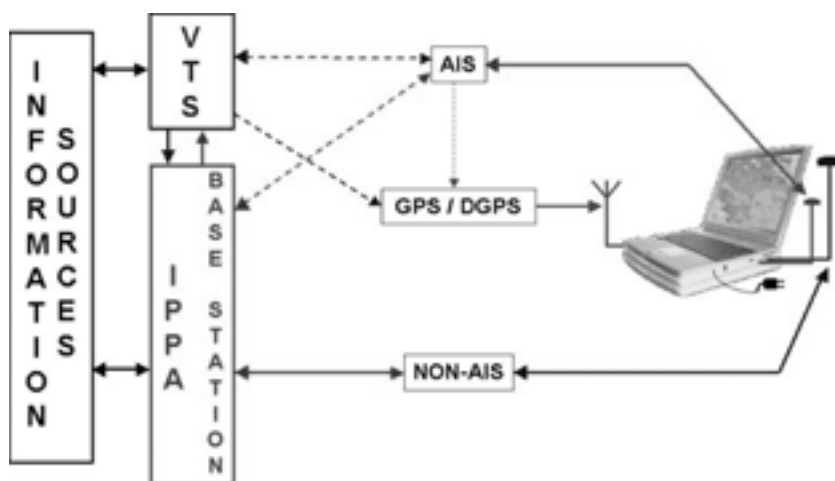 INFORMATION
SOURCES
VTS
IPPA
BASE STATION
AIS
GPS / DGPS
NON-AIS